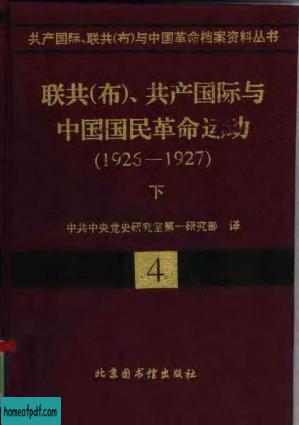 共产国际、联共(布)与中国革命档案资料丛书
联共(布)、共产国际与
中国国民革命运动
(1926—1927)
下
中共中央党史研究室第一研究部 译
4
北京图书馆出版社
homeofpdf.com
homeofpdf.com